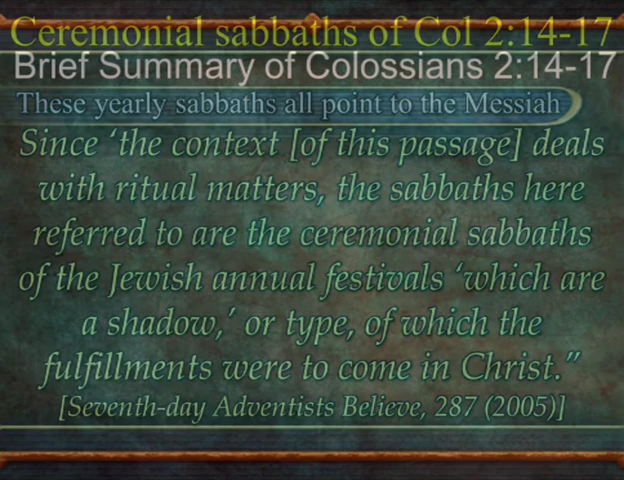 Ceremonial sabbaths of Col 2:14-17
Brief Summary of Colossians 2:14-17
These yearly sabbaths all point to the Messiah
Since ‘the context [of this passage] deals
with ritual matters, the sabbaths here
referred to are the ceremonial sabbaths
of the Jewish annual festivals ‘which are
a shadow,’ or type, of which the
fulfillments were to come in Christ.”
[Seventh-day Adventists Believe, 287 (2005)]